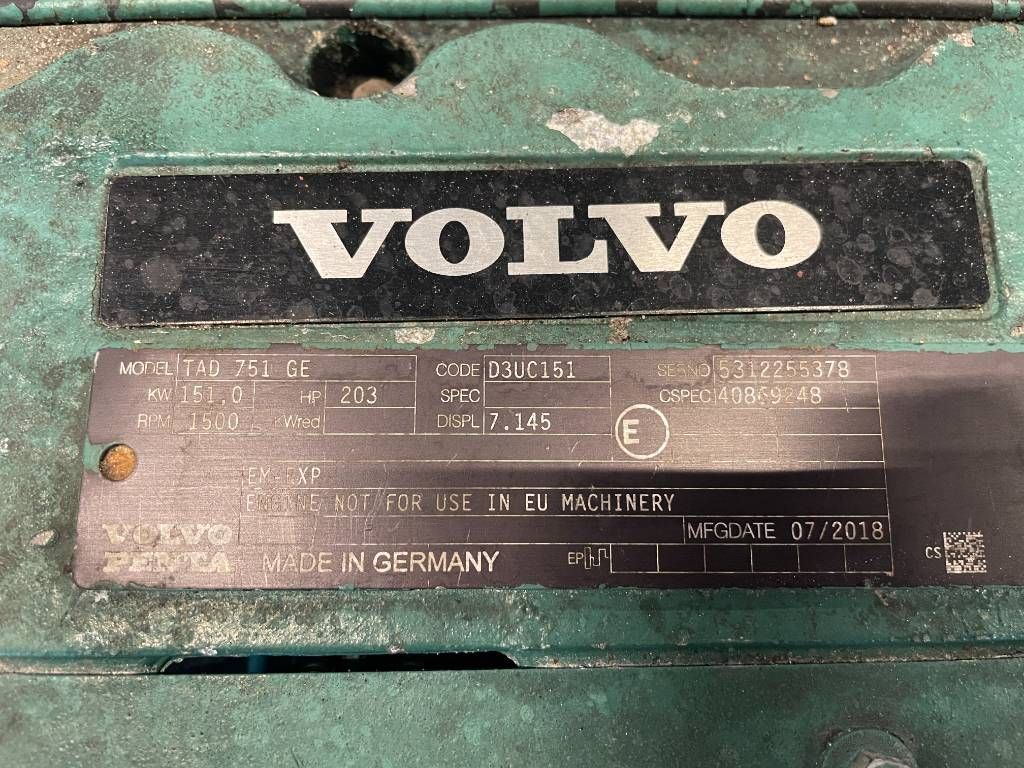 VOLVO
MODEL TAD 751 GE CODE D3UC151 SERNO 5312255378
KW 151,0 HP 203 SPEC CSPEC 40869248
RPM 1500 KWred DISPL 7.145
E
ENGINE NOT FOR USE IN EU MACHINERY
MFGDATE 07/2018
VOLVO
PENTA MADE IN GERMANY EP CS